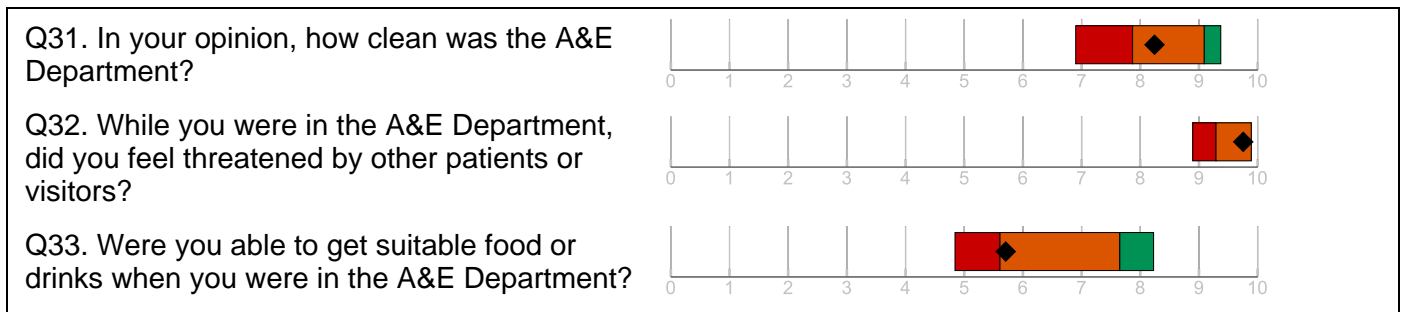 Q31. In your opinion, how clean was the A&E
Department?
0 1 2 3 4 5 6 7 8 9 10
Q32. While you were in the A&E Department,
did you feel threatened by other patients or
visitors?
0 1 2 3 4 5 6 7 8 9 10
Q33. Were you able to get suitable food or
drinks when you were in the A&E Department?
0 1 2 3 4 5 6 7 8 9 10